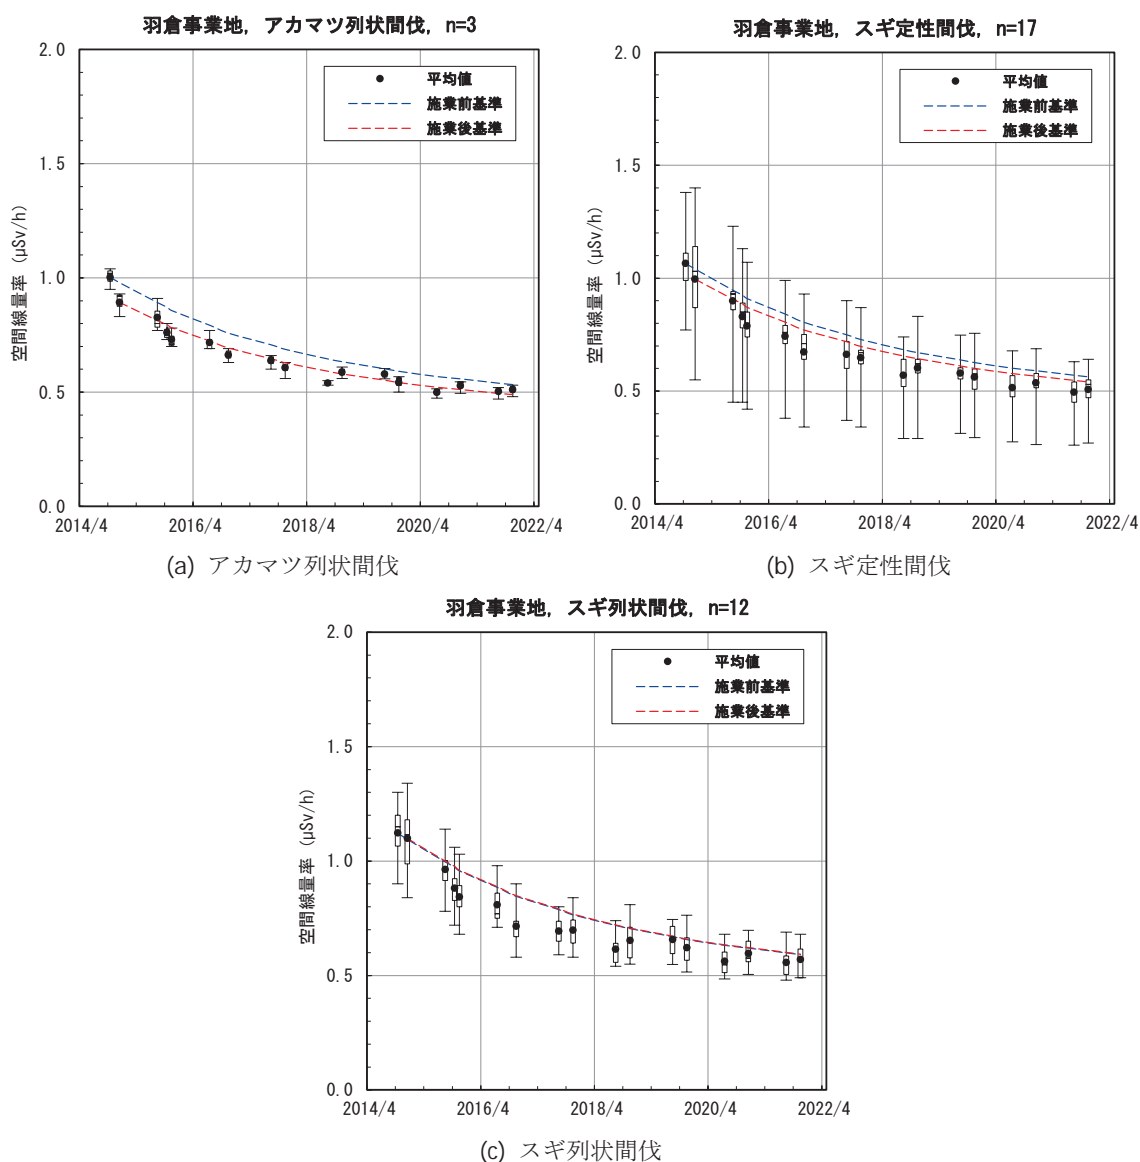 羽倉事業地, アカマツ列状間伐, n=3
2.0
1.5
1.0
0.5
0.0
空間線量率 (μSv/h)
平均値
施業前基準
施業後基準
2014/4 2016/4 2018/4 2020/4 2022/4
(a) アカマツ列状間伐
羽倉事業地, スギ定性間伐, n=17
2.0
1.5
1.0
0.5
0.0
空間線量率 (μSv/h)
平均値
施業前基準
施業後基準
2014/4 2016/4 2018/4 2020/4 2022/4
(b) スギ定性間伐
羽倉事業地, スギ列状間伐, n=12
2.0
1.5
1.0
0.5
0.0
空間線量率 (μSv/h)
平均値
施業前基準
施業後基準
2014/4 2016/4 2018/4 2020/4 2022/4
(c) スギ列状間伐